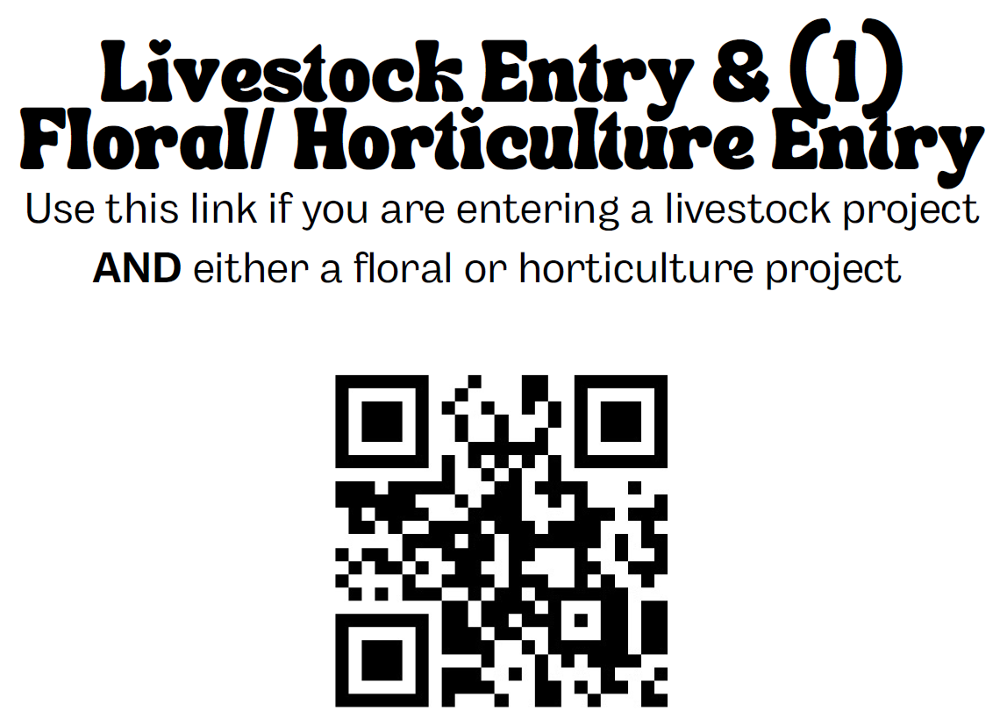 Livestock Entry & (1)
Floral/ Horticulture Entry
Use this link if you are entering a livestock project
AND either a floral or horticulture project